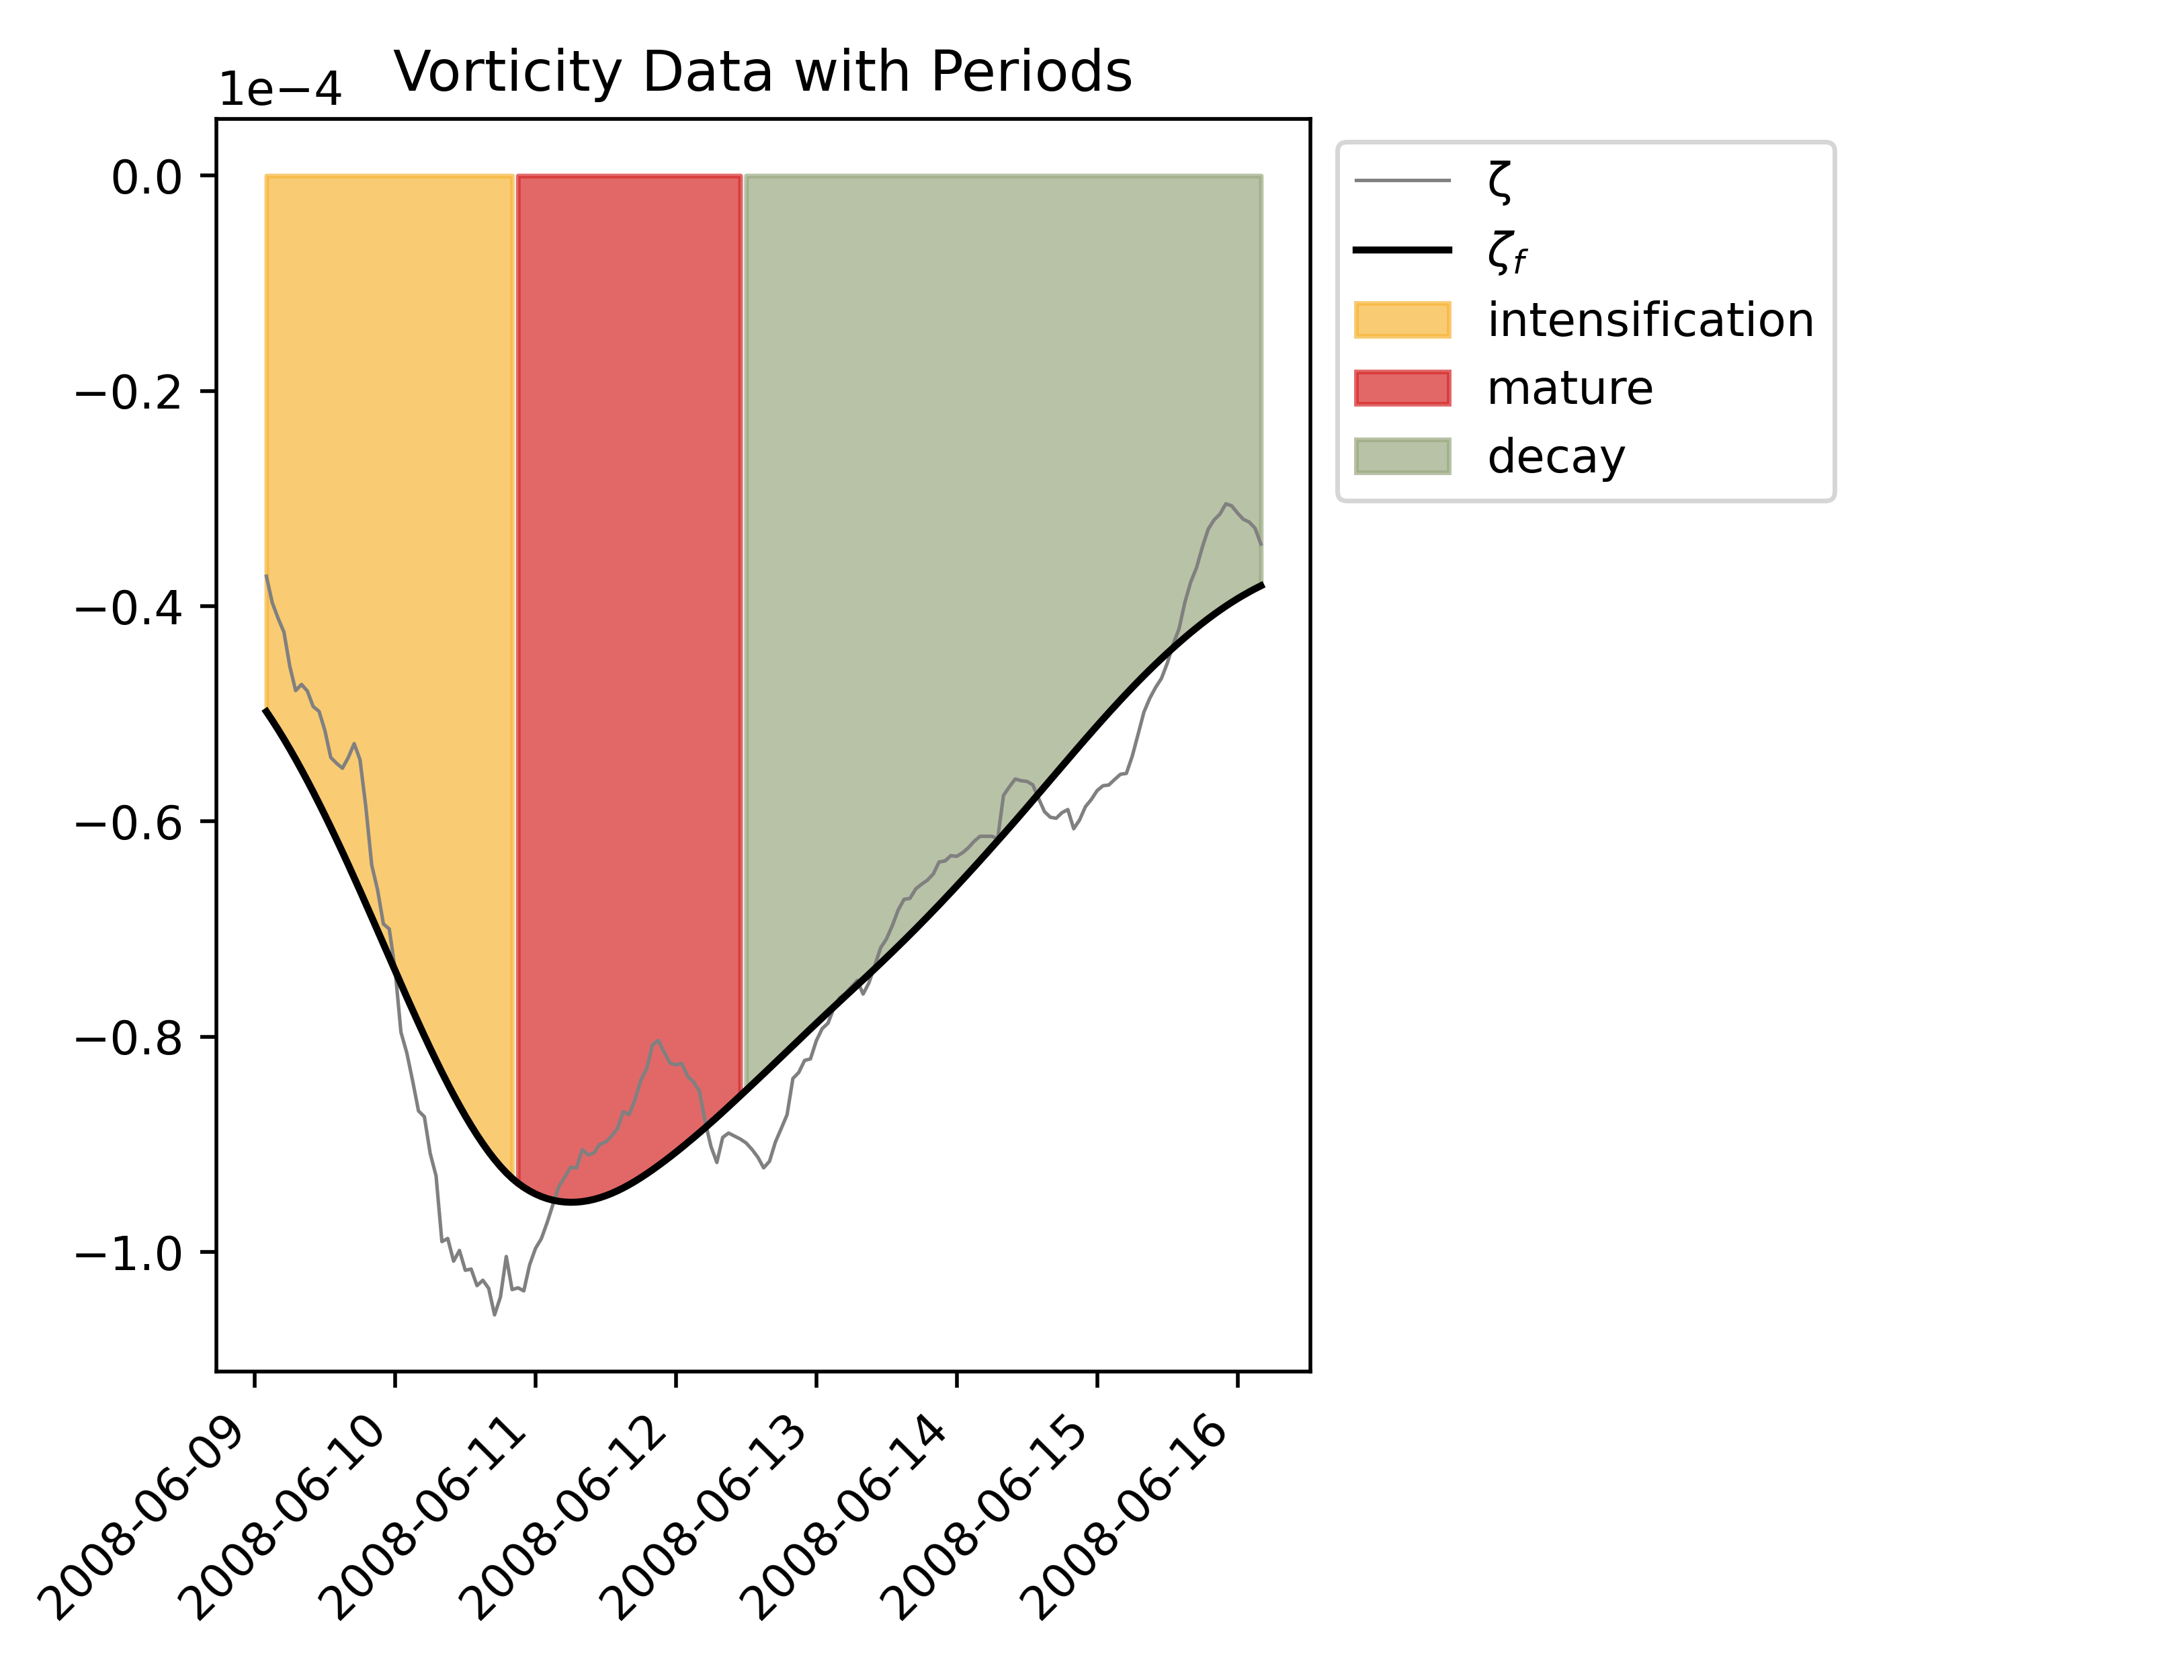 Vorticity Data with Periods
1e−4
0.0
−0.2
−0.4
−0.6
−0.8
−1.0
2008-06-09
2008-06-10
2008-06-11
2008-06-12
2008-06-13
2008-06-14
2008-06-15
2008-06-16
ζ
ζf
intensification
mature
decay